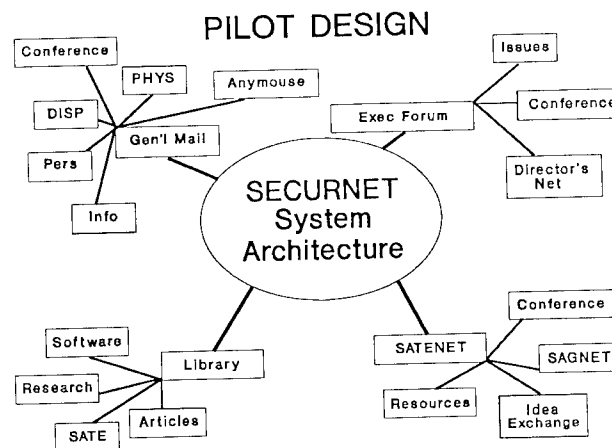 PILOT DESIGN
Conference
PHYS
Anymouse
DISP
Gen'l Mail
Pers
Info
Issues
Conference
Exec Forum
Director's
Net
SECURNET
System
Architecture
Software
Library
Research
Articles
SATE
Conference
SATENET
SAGNET
Resources
Idea
Exchange